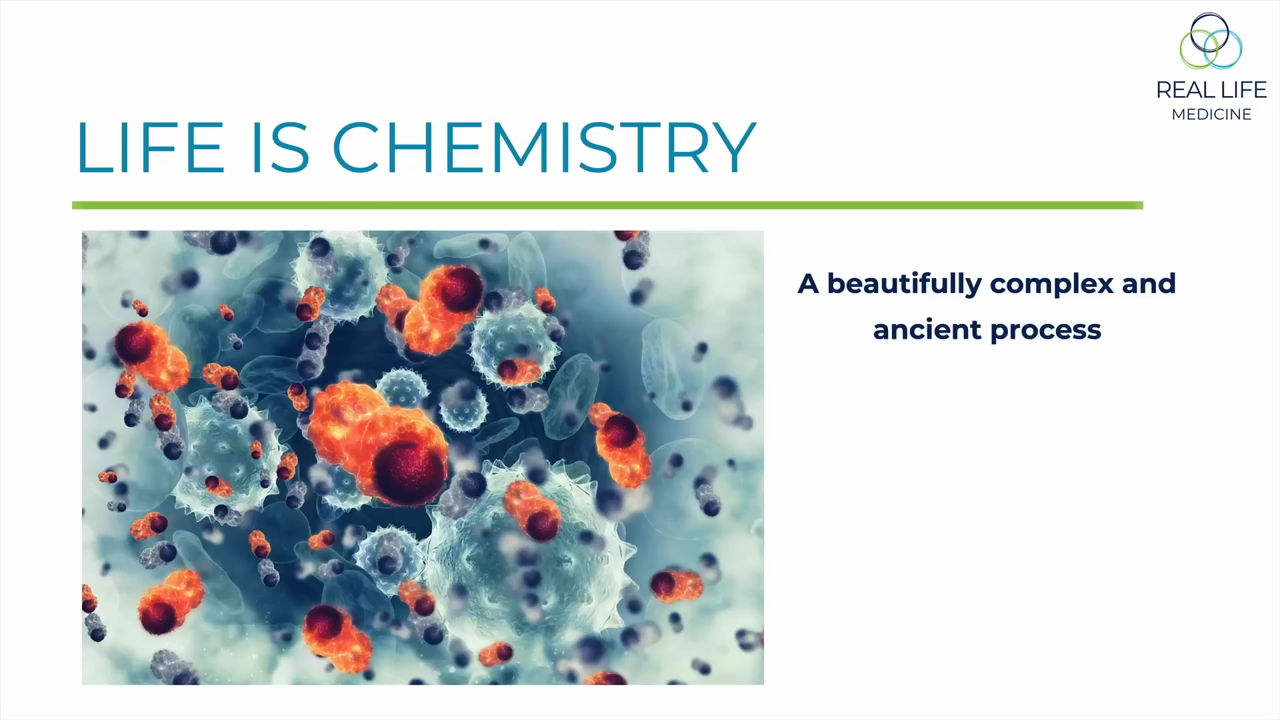 REAL LIFE
MEDICINE
LIFE IS CHEMISTRY
A beautifully complex and
ancient process